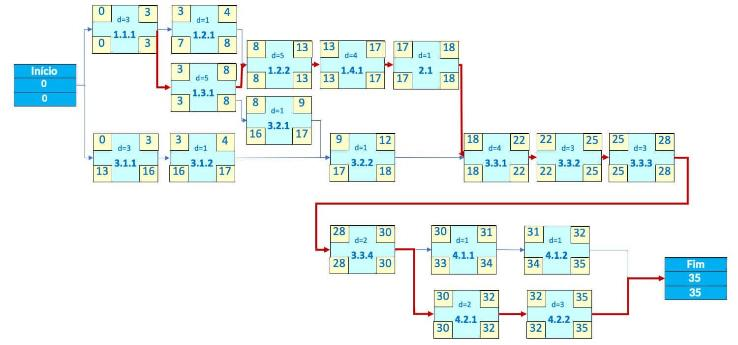 Início
0
0
0 3
d=3
1.1.1
0 3
3 4
d=1
1.2.1
7 8
3 8
d=5
1.3.1
3 8
8 13
d=5
1.2.2
8 13
13 17
d=4
1.4.1
13 17
17 18
d=1
2.1
17 18
8 9
d=1
3.2.1
16 17
0 3
d=3
3.1.1
13 16
3 4
d=1
3.1.2
16 17
9 12
d=1
3.2.2
17 18
18 22
d=4
3.3.1
18 22
22 25
d=3
3.3.2
22 25
25 28
d=3
3.3.3
25 28
28 30
d=2
3.3.4
28 30
30 31
d=1
4.1.1
33 34
31 32
d=1
4.1.2
34 35
30 32
d=2
4.2.1
30 32
32 35
d=3
4.2.2
32 35
Fim
35
35